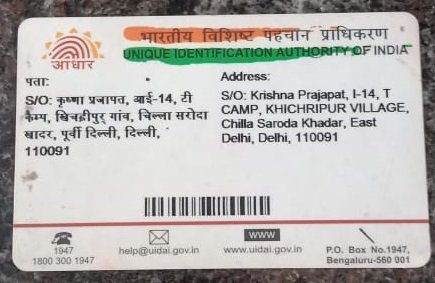 भारतीय विशिष्ट पहचान प्राधिकरण
UNIQUE IDENTIFICATION AUTHORITY OF INDIA
आधार
पता:
S/O: कृष्णा प्रजापत, आई-14, टी
कैम्प, खिचड़ीपुर गांव, चिल्ला सरोदा
खादर, पूर्वी दिल्ली, दिल्ली,
110091
Address:
S/O: Krishna Prajapat, I-14, T
CAMP, KHICHRIPUR VILLAGE,
Chilla Saroda Khadar, East
Delhi, Delhi, 110091
1947
1800 300 1947
help@uidai.gov.in
WWW
www.uidai.gov.in
P.O. Box No.1947,
Bengaluru-560 001